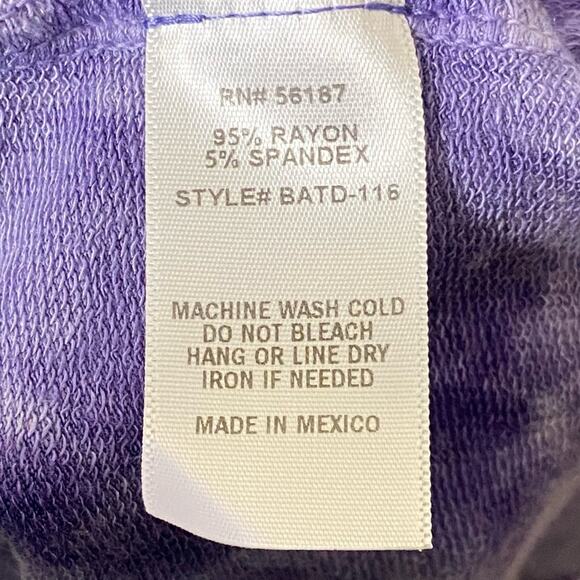 RN# 56187
95% RAYON
5% SPANDEX
STYLE# BATD-116
MACHINE WASH COLD
DO NOT BLEACH
HANG OR LINE DRY
IRON IF NEEDED
MADE IN MEXICO